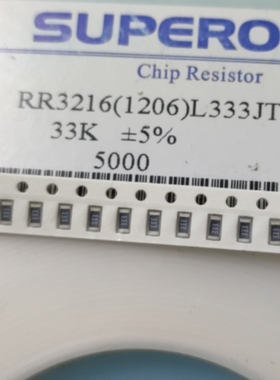 SUPERO
Chip Resistor
RR3216(1206)L333JT
33K ±5%
5000